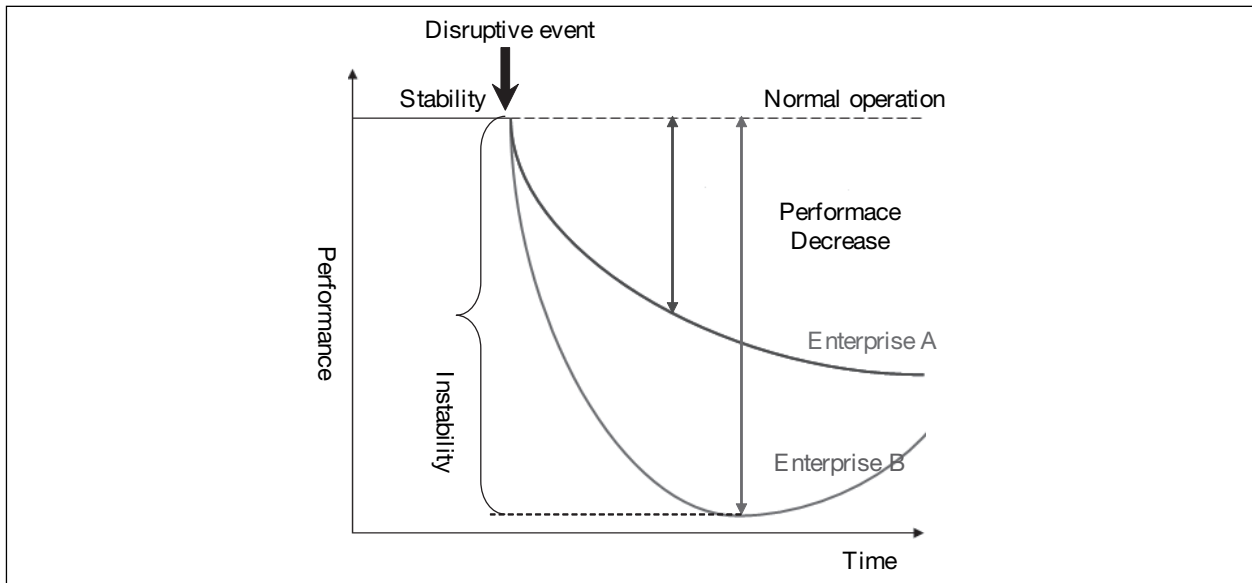 Disruptive event
Stability
Normal operation
Performace
Decrease
Performance
Enterprise A
Instability
Enterprise B
Time